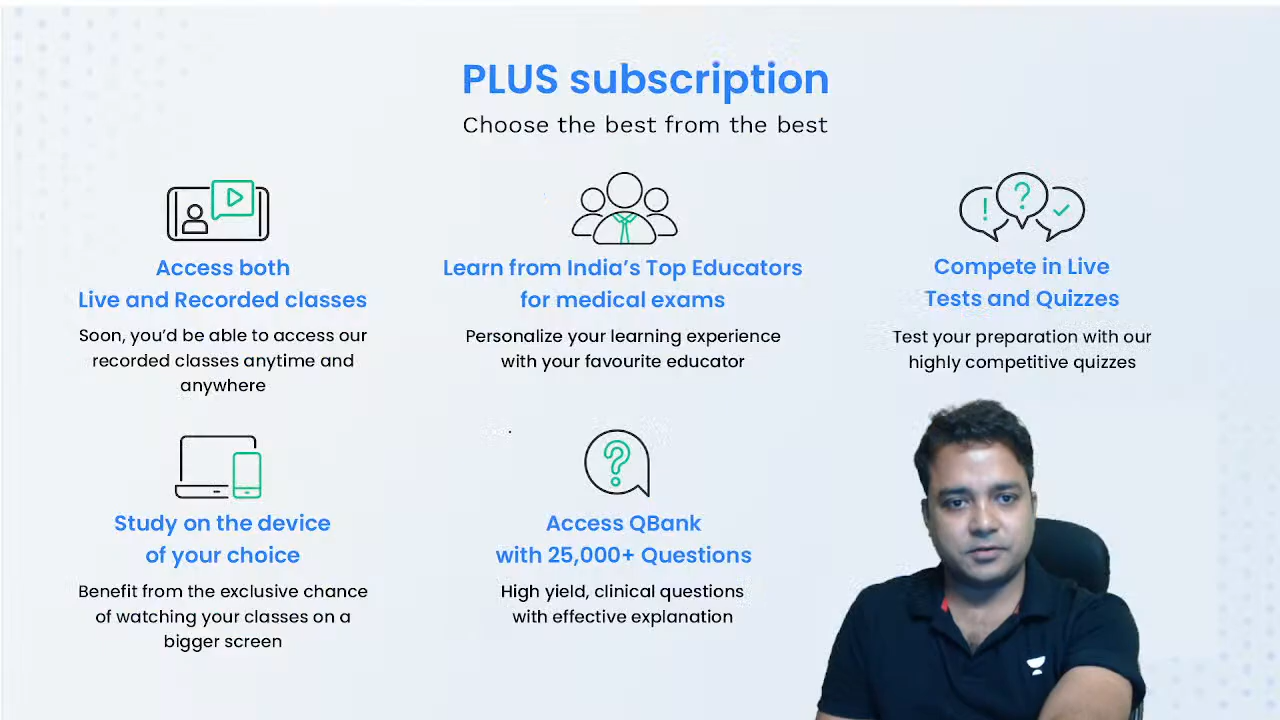 PLUS subscription
Choose the best from the best
Access both
Live and Recorded classes
Soon, you'd be able to access our
recorded classes anytime and
anywhere
Learn from India's Top Educators
for medical exams
Personalize your learning experience
with your favourite educator
Compete in Live
Tests and Quizzes
Test your preparation with our
highly competitive quizzes
Study on the device
of your choice
Benefit from the exclusive chance
of watching your classes on a
bigger screen
Access QBank
with 25,000+ Questions
High yield, clinical questions
with effective explanation